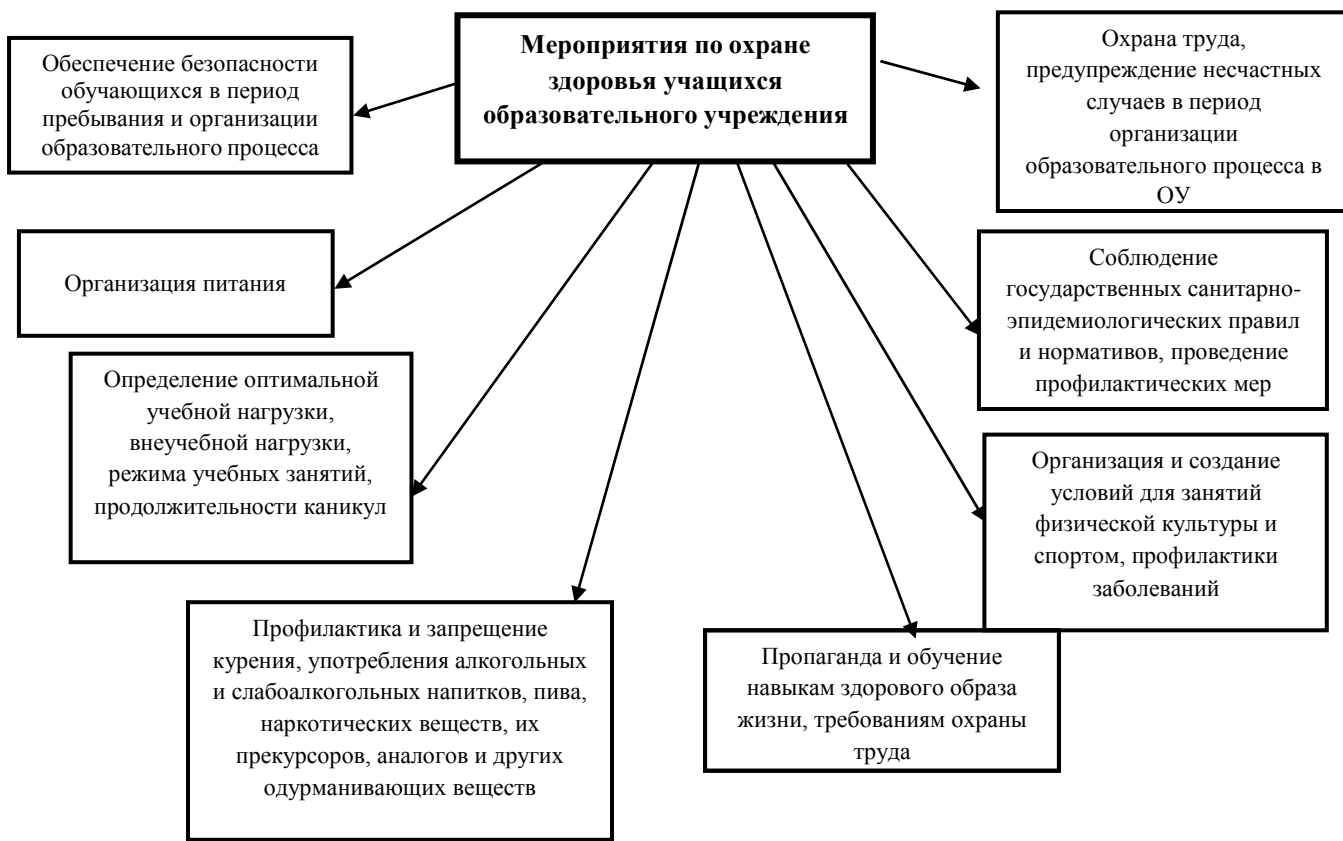 Мероприятия по охране
здоровья учащихся
образовательного учреждения
Обеспечение безопасности
обучающихся в период
пребывания и организации
образовательного процесса
Охрана труда,
предупреждение несчастных
случаев в период
организации
образовательного процесса в
ОУ
Организация питания
Соблюдение
государственных санитарно-
эпидемиологических правил
и нормативов, проведение
профилактических мер
Определение оптимальной
учебной нагрузки,
внеучебной нагрузки,
режима учебных занятий,
продолжительности каникул
Организация и создание
условий для занятий
физической культуры и
спортом, профилактики
заболеваний
Профилактика и запрещение
курения, употребления алкогольных
и слабоалкогольных напитков, пива,
наркотических веществ, их
прекурсоров, аналогов и других
одурманивающих веществ
Пропаганда и обучение
навыкам здорового образа
жизни, требованиям охраны
труда